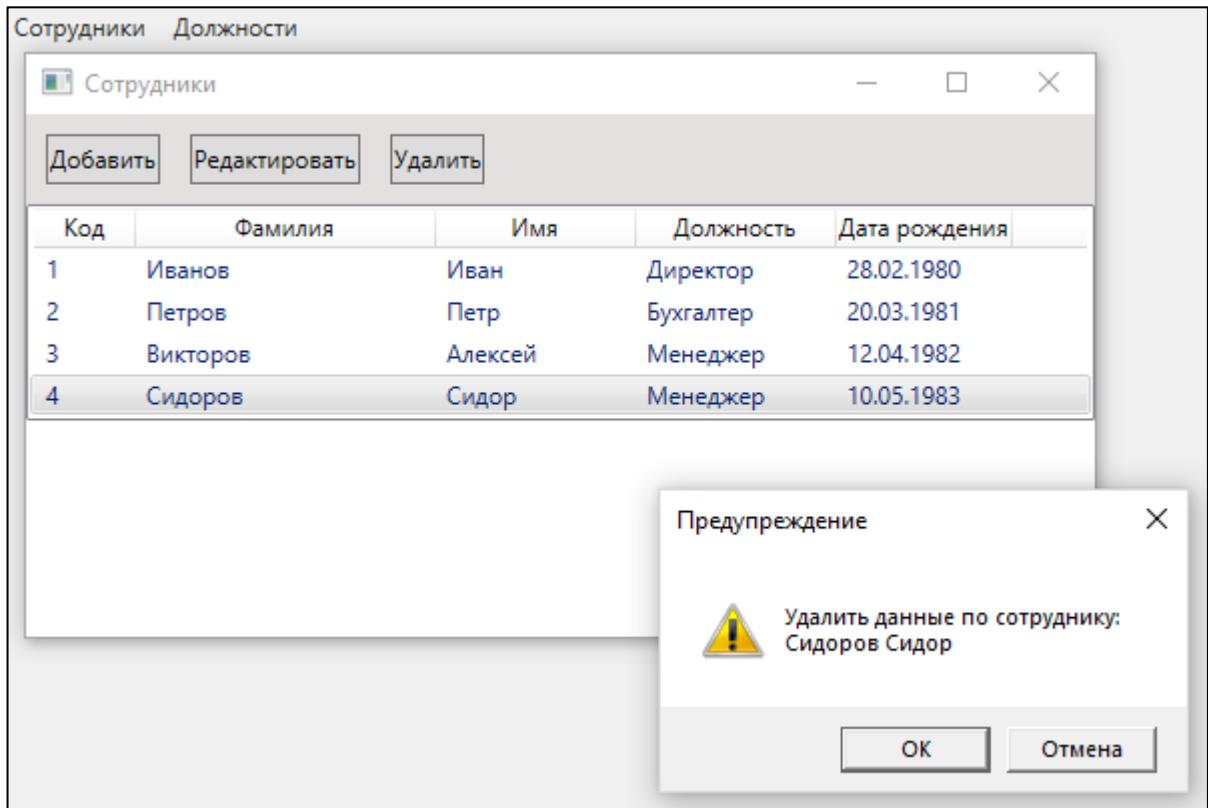 Сотрудники Должности
Сотрудники
Добавить Редактировать Удалить
Код Фамилия Имя Должность Дата рождения
1 Иванов Иван Директор 28.02.1980
2 Петров Петр Бухгалтер 20.03.1981
3 Викторов Алексей Менеджер 12.04.1982
4 Сидоров Сидор Менеджер 10.05.1983
Предупреждение
Удалить данные по сотруднику:
Сидоров Сидор
ОК Отмена